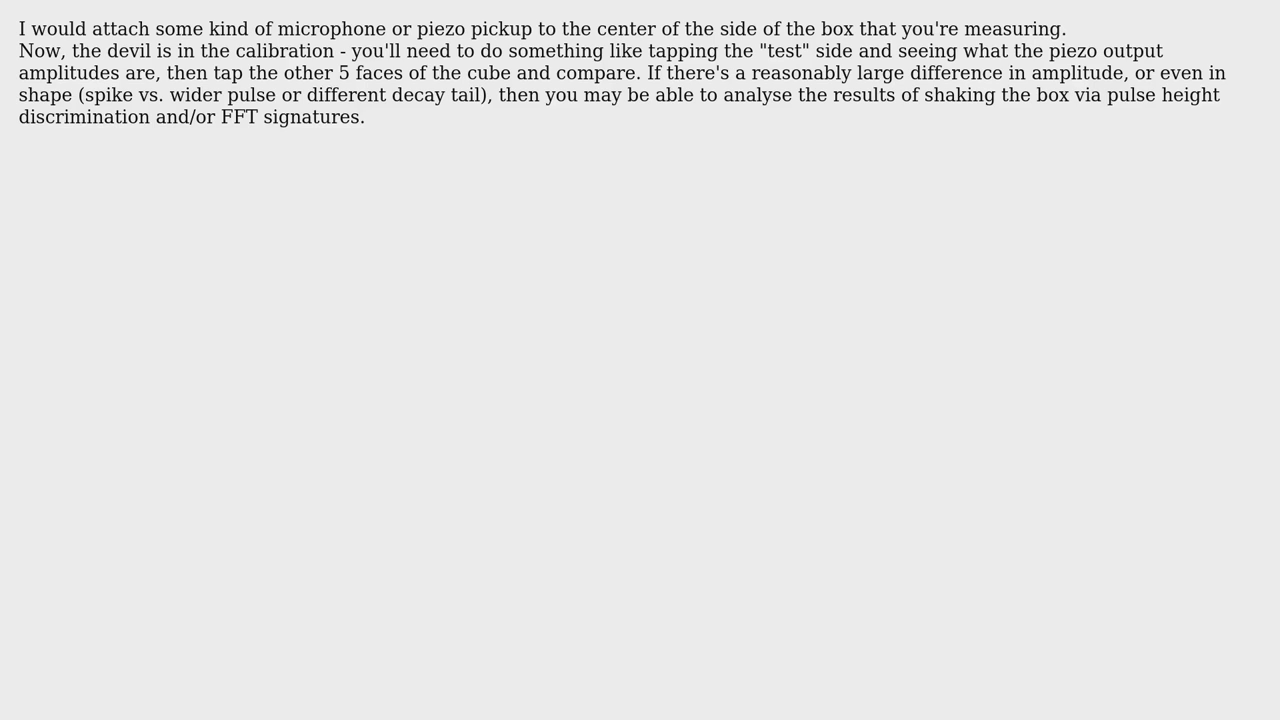 I would attach some kind of microphone or piezo pickup to the center of the side of the box that you're measuring.
Now, the devil is in the calibration - you'll need to do something like tapping the "test" side and seeing what the piezo output
amplitudes are, then tap the other 5 faces of the cube and compare. If there's a reasonably large difference in amplitude, or even in
shape (spike vs. wider pulse or different decay tail), then you may be able to analyse the results of shaking the box via pulse height
discrimination and/or FFT signatures.